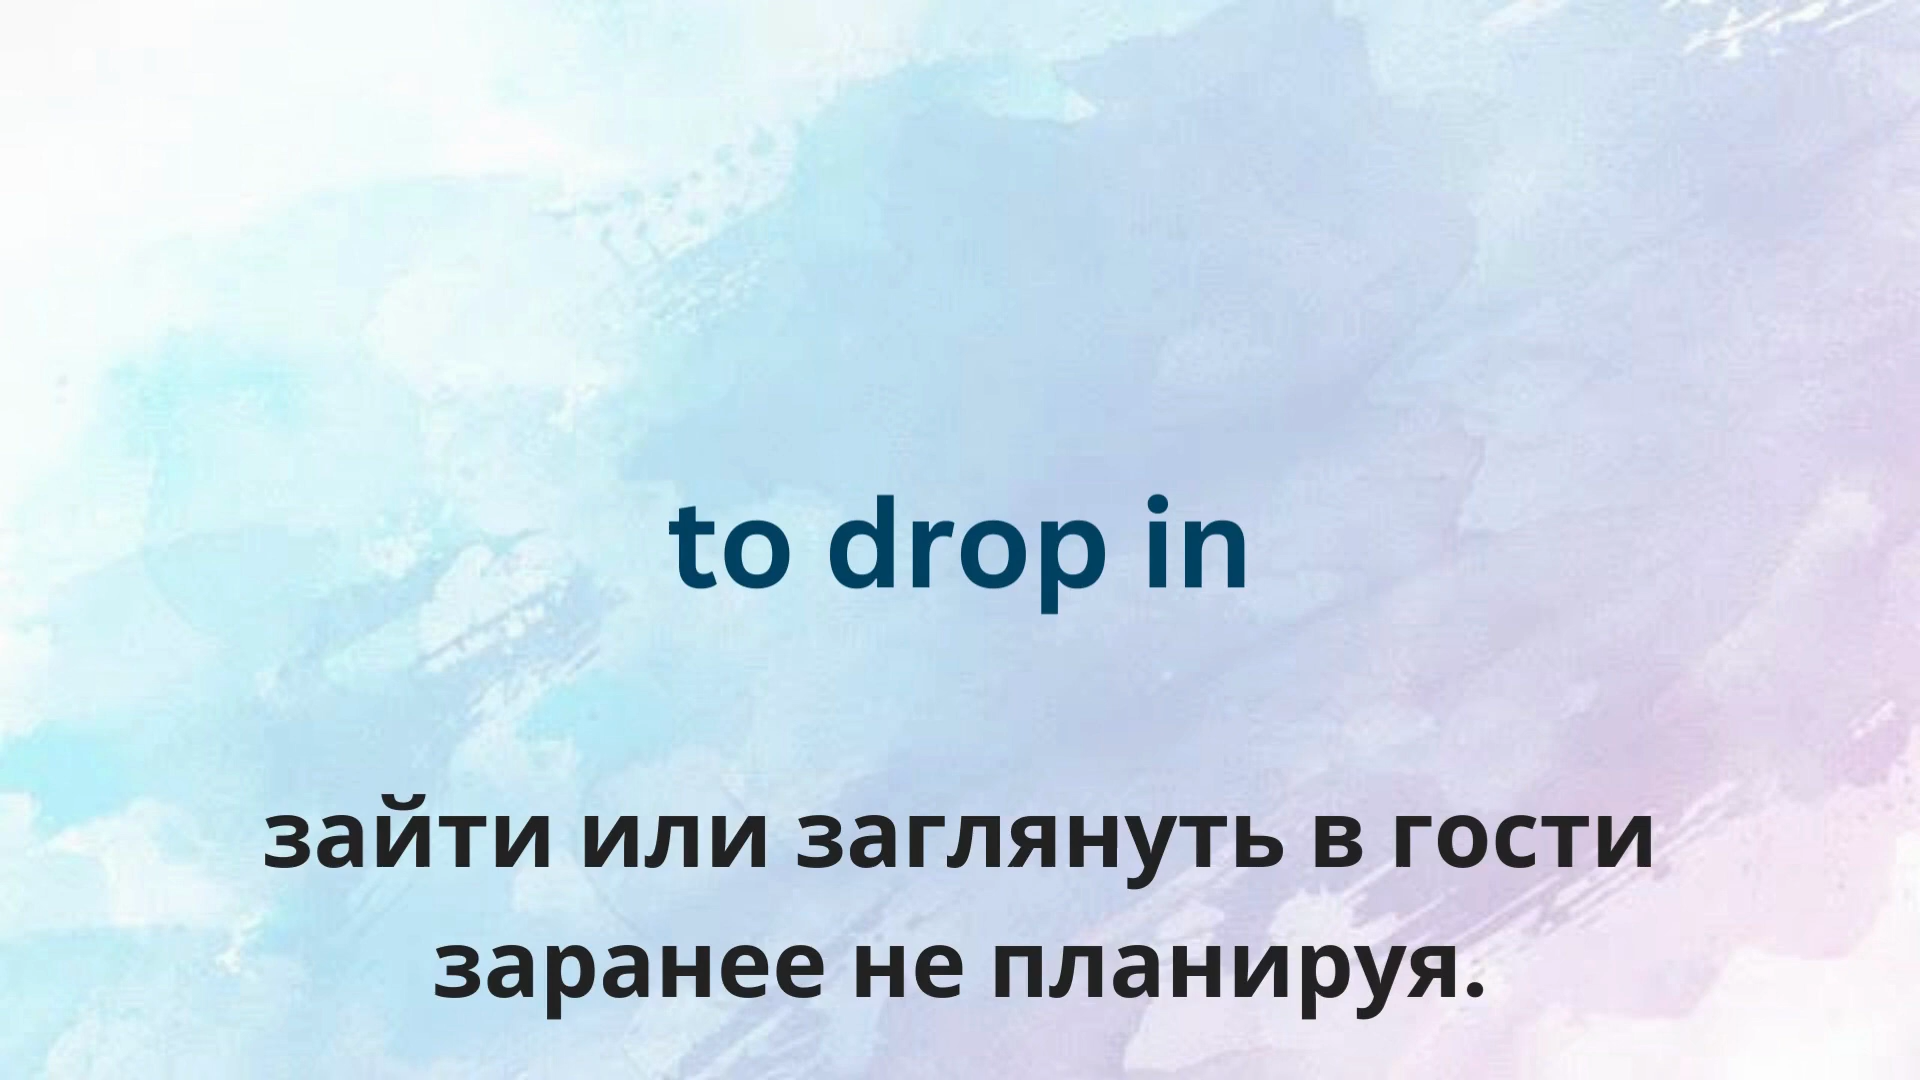 to drop in
зайти или заглянуть в гости
заранее не планируя.